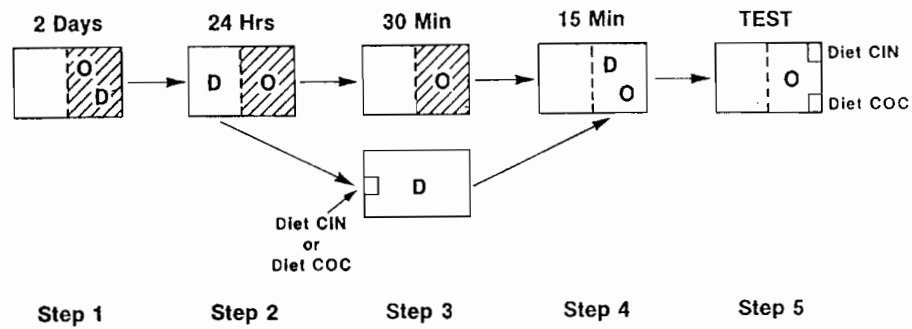 2 Days 24 Hrs 30 Min 15 Min TEST
O D
D O
O
D O
O
Diet CIN
Diet COC
D
Diet CIN
or
Diet COC
Step 1 Step 2 Step 3 Step 4 Step 5